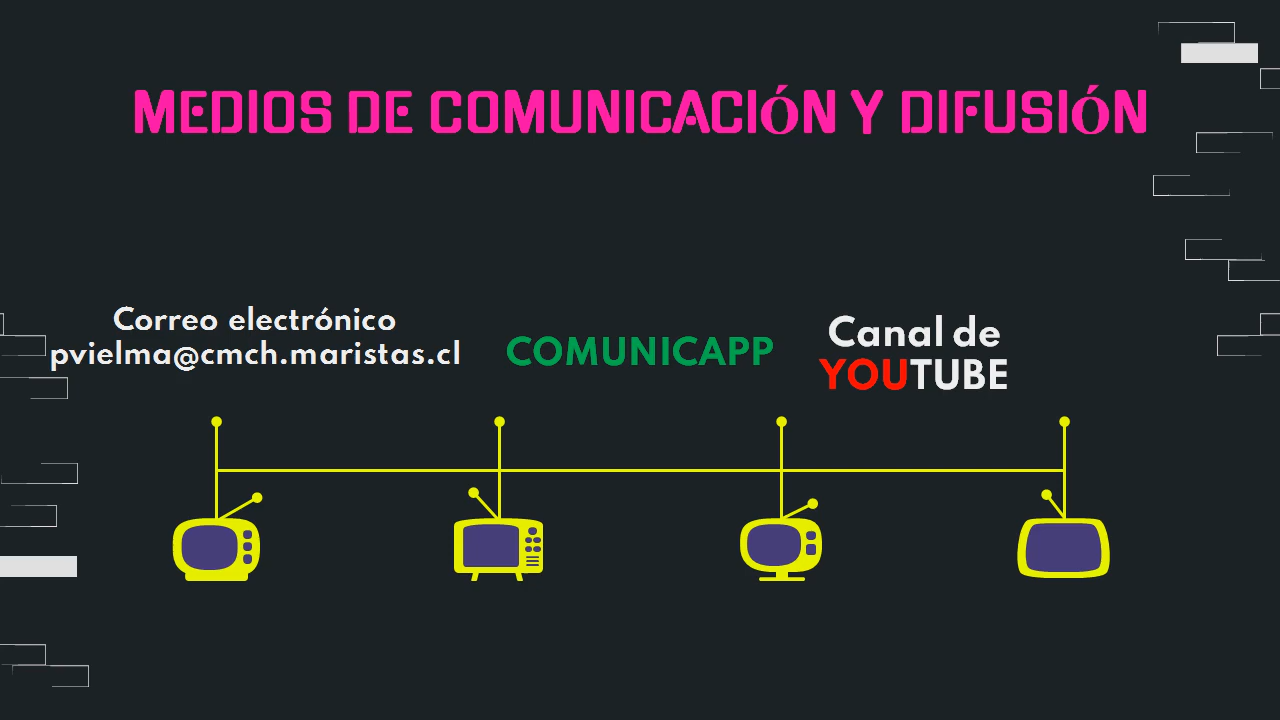 MEDIOS DE COMUNICACIÓN Y DIFUSIÓN
Correo electrónico
pvielma@cmch.maristas.cl
COMUNICAPP
Canal de
YOUTUBE